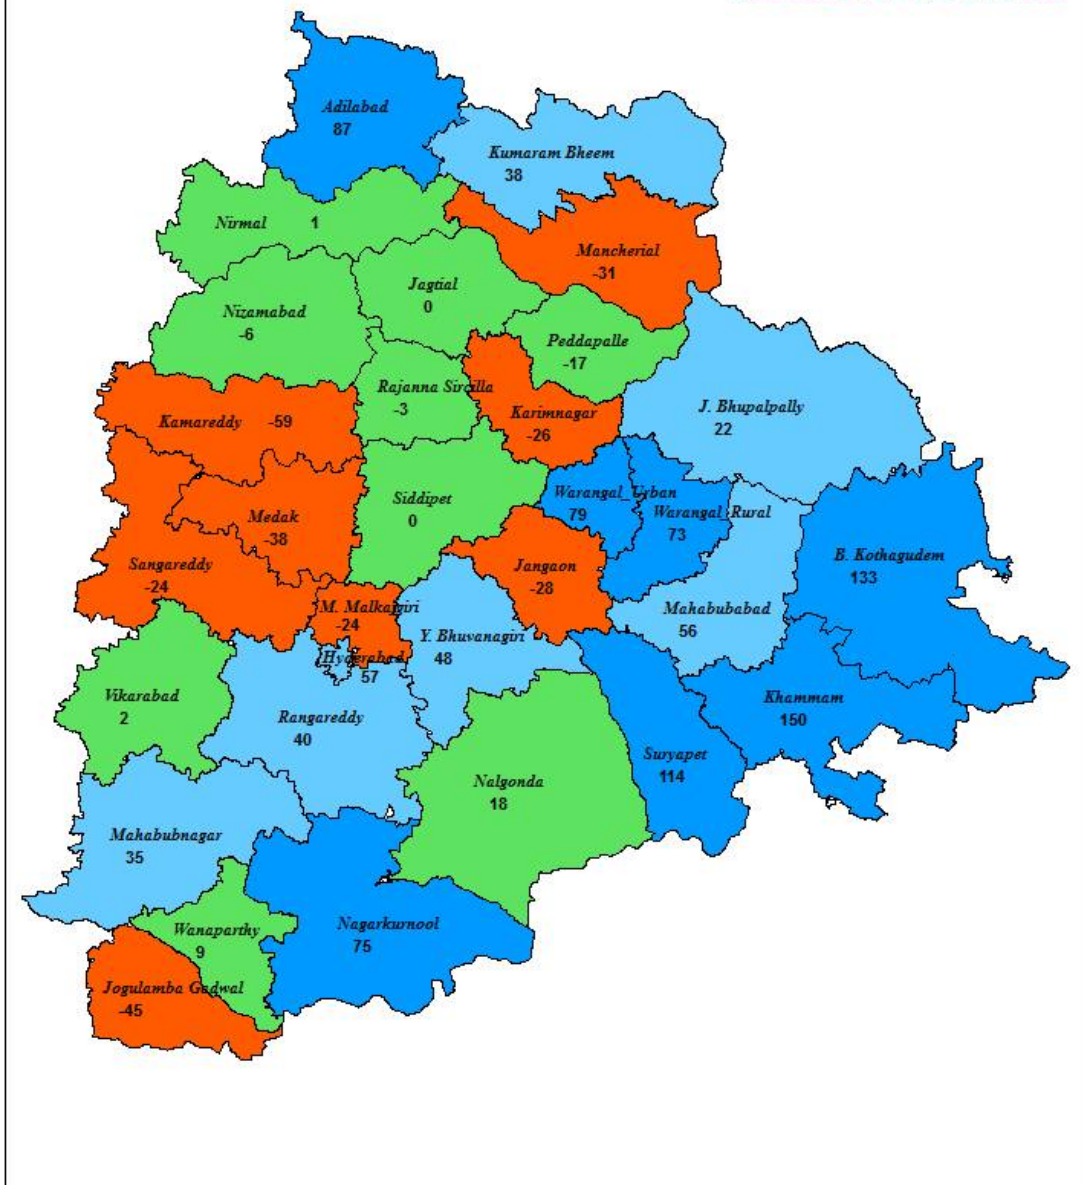 Adilabad
87
Kumaram Bheem
38
Nirmal 1
Mancherial
-31
Jagtial
0
Nizamabad
-6
Peddapalle
-17
Rajanna Sircilla
-3
Karimnagar
-26
J. Bhupalpally
22
Kamareddy -59
Siddipet
0
Warangal_Urban
79
Warangal_Rural
73
Medak
-38
Sangareddy
-24
Jangaon
-28
B. Kothagudem
133
M. Malkajgiri
-24
Mahabubabad
56
Y. Bhuvanagiri
48
Hyderabad
57
Vikarabad
2
Rangareddy
40
Khammam
150
Suryapet
114
Nalgonda
18
Mahabubnagar
35
Wanaparthy
9
Nagarkurnool
75
Jogulamba Gadwal
-45